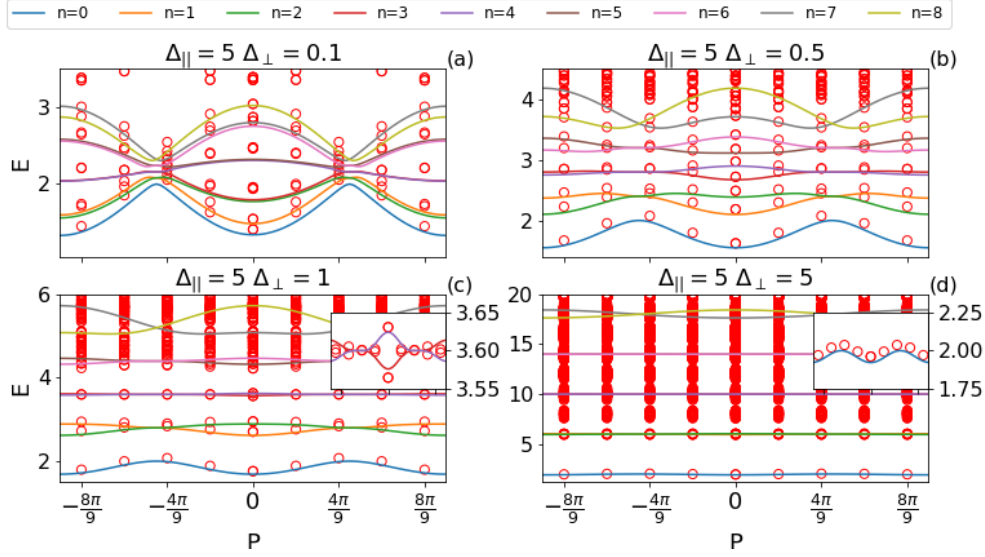 n=0 n=1 n=2 n=3 n=4 n=5 n=6 n=7 n=8
Δ|| = 5 Δ⊥ = 0.1 (a)
Δ|| = 5 Δ⊥ = 0.5 (b)
E
3
2
4
3
2
Δ|| = 5 Δ⊥ = 1 (c)
Δ|| = 5 Δ⊥ = 5 (d)
E
6
4
2
3.65
3.60
3.55
20
15
10
5
2.25
2.00
1.75
−8π/9 −4π/9 0 4π/9 8π/9
−8π/9 −4π/9 0 4π/9 8π/9
P
P